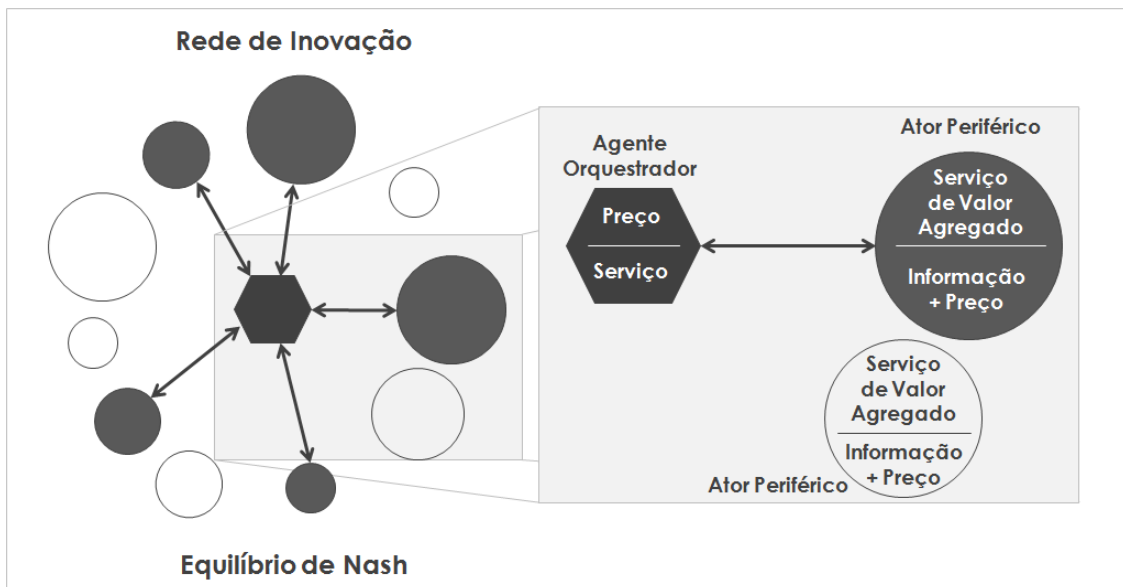 Rede de Inovação
Equilíbrio de Nash
Agente
Orquestrador
Preço
Serviço
Ator Periférico
Serviço
de Valor
Agregado
Informação
+ Preço
Serviço
de Valor
Agregado
Informação
+ Preço
Ator Periférico